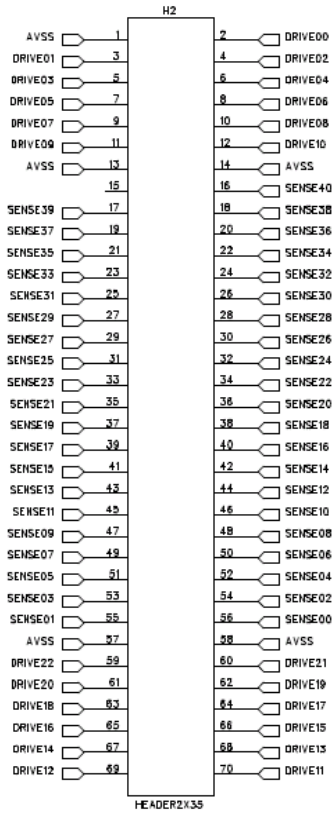 H2
AVSS 1 2 DRIVE00
DRIVE01 3 4 DRIVE02
DRIVE03 5 6 DRIVE04
DRIVE05 7 8 DRIVE06
DRIVE07 9 10 DRIVE08
DRIVE09 11 12 DRIVE10
AVSS 13 14 AVSS
15 16 SENSE40
SENSE39 17 18 SENSE38
SENSE37 19 20 SENSE36
SENSE35 21 22 SENSE34
SENSE33 23 24 SENSE32
SENSE31 25 26 SENSE30
SENSE29 27 28 SENSE28
SENSE27 29 30 SENSE26
SENSE25 31 32 SENSE24
SENSE23 33 34 SENSE22
SENSE21 35 36 SENSE20
SENSE19 37 38 SENSE18
SENSE17 39 40 SENSE16
SENSE15 41 42 SENSE14
SENSE13 43 44 SENSE12
SENSE11 45 46 SENSE10
SENSE09 47 48 SENSE08
SENSE07 49 50 SENSE06
SENSE05 51 52 SENSE04
SENSE03 53 54 SENSE02
SENSE01 55 56 SENSE00
AVSS 57 58 AVSS
DRIVE22 59 60 DRIVE21
DRIVE20 61 62 DRIVE19
DRIVE18 63 64 DRIVE17
DRIVE16 65 66 DRIVE15
DRIVE14 67 68 DRIVE13
DRIVE12 69 70 DRIVE11
HEADER2X35